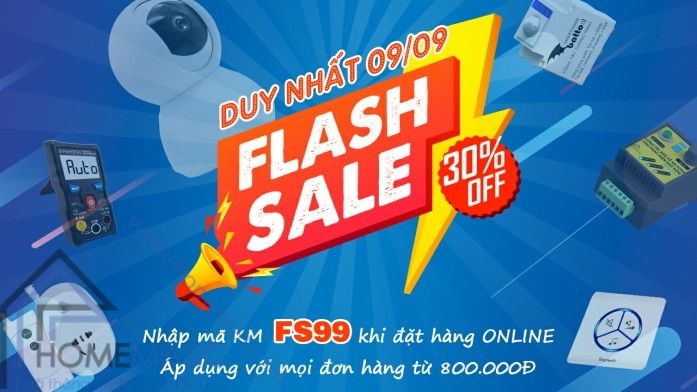 DUY NHẤT 09/09
FLASH
SALE
30%
OFF
Auto
batto
Nhập mã KM FS99 khi đặt hàng ONLINE
Áp dụng với mọi đơn hàng từ 800.000Đ
HOME